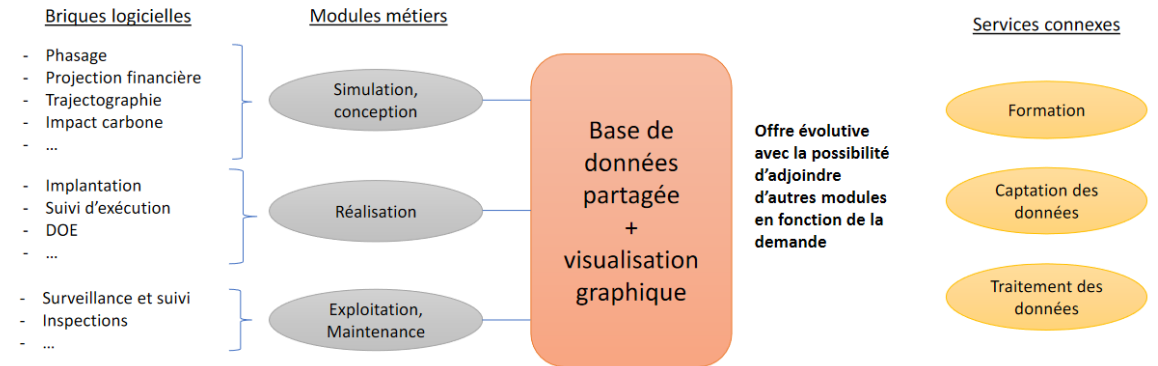 Briques logicielles
- Phasage
- Projection financière
- Trajectographie
- Impact carbone
- ...
- Implantation
- Suivi d’exécution
- DOE
- ...
- Surveillance et suivi
- Inspections
- ...
Modules métiers
Simulation,
conception
Réalisation
Exploitation,
Maintenance
Base de
données
partagée
+
visualisation
graphique
Offre évolutive
avec la possibilité
d’adjoindre
d’autres modules
en fonction de la
demande
Services connexes
Formation
Captation des
données
Traitement des
données